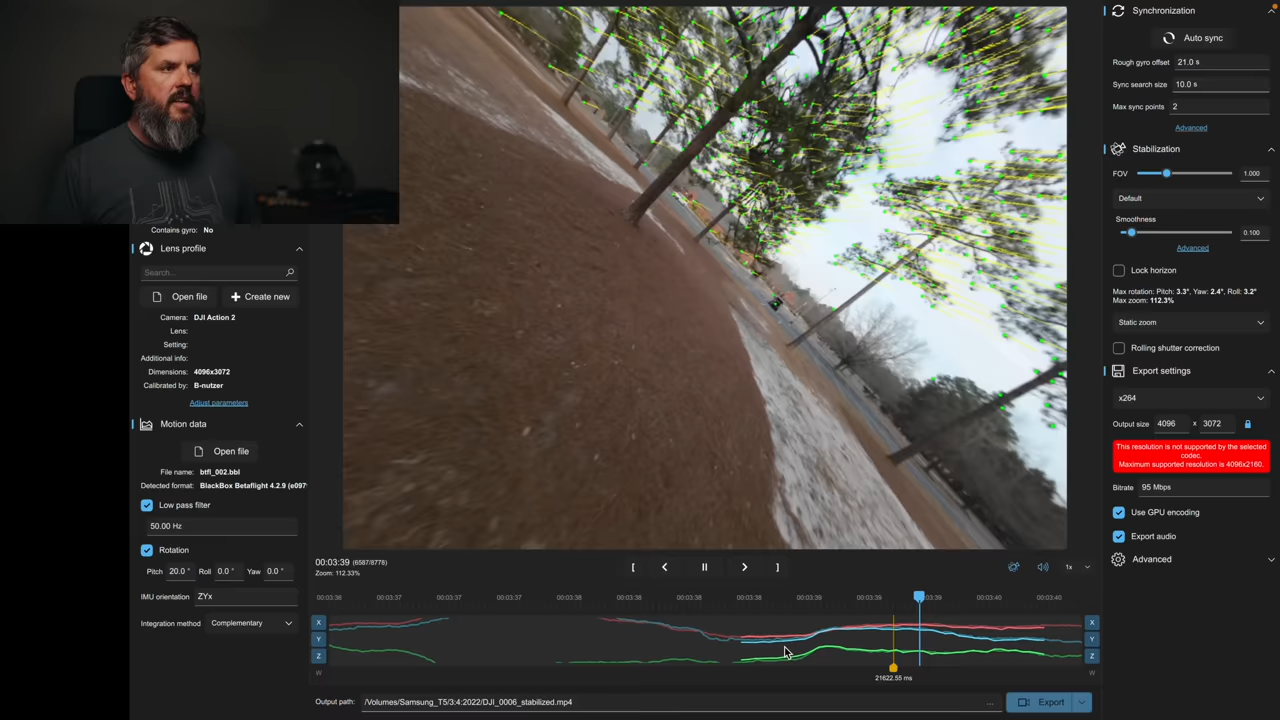 Contains gyro: No
Lens profile
Search...
Open file
Create new
Camera: DJI Action 2
Lens:
Setting:
Additional info:
Dimensions: 4096x3072
Calibrated by: B-nutzer
Adjust parameters
Motion data
Open file
File name: btfl_002.bbl
Detected format: BlackBox Betaflight 4.2.9 (e097
Low pass filter
50.00 Hz
Rotation
Pitch 20.0 ° Roll 0.0 ° Yaw 0.0 °
IMU orientation ZYx
Integration method Complementary
00:03:39 (6587/8778)
Zoom: 112.33%
[ ]
1x
00:03:36 00:03:37 00:03:37 00:03:38 00:03:38 00:03:38 00:03:38 00:03:39 00:03:39 00:03:39 00:03:40 00:03:40
X X
Y Y
Z Z
W W
21622.55 ms
Output path: /Volumes/Samsung_T5/3:4:2022/DJI_0006_stabilized.mp4 ...
Export
Synchronization
Auto sync
Rough gyro offset 21.0 s
Sync search size 10.0 s
Max sync points 2
Advanced
Stabilization
FOV 1.000
Default
Smoothness
0.100
Advanced
Lock horizon
Max rotation: Pitch: 3.3°, Yaw: 2.4°, Roll: 3.2°
Max zoom: 112.3%
Static zoom
Rolling shutter correction
Export settings
x264
Output size 4096 x 3072
This resolution is not supported by the selected
codec.
Maximum supported resolution is 4096x2160.
Bitrate 95 Mbps
Use GPU encoding
Export audio
Advanced